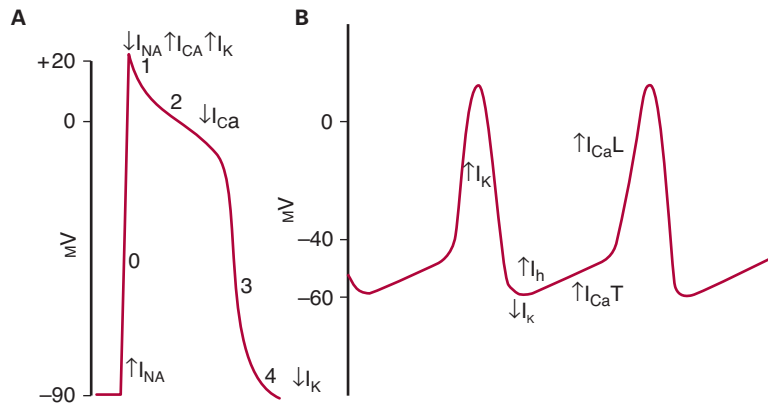 A
↓I_NA ↑I_CA ↑I_K
+20
1
2
↓I_Ca
0
MV
0
3
↑I_NA
4
↓I_K
–90
B
0
↑I_CaL
↑I_K
MV
–40
↑I_h
–60
↑I_CaT
↓I_K